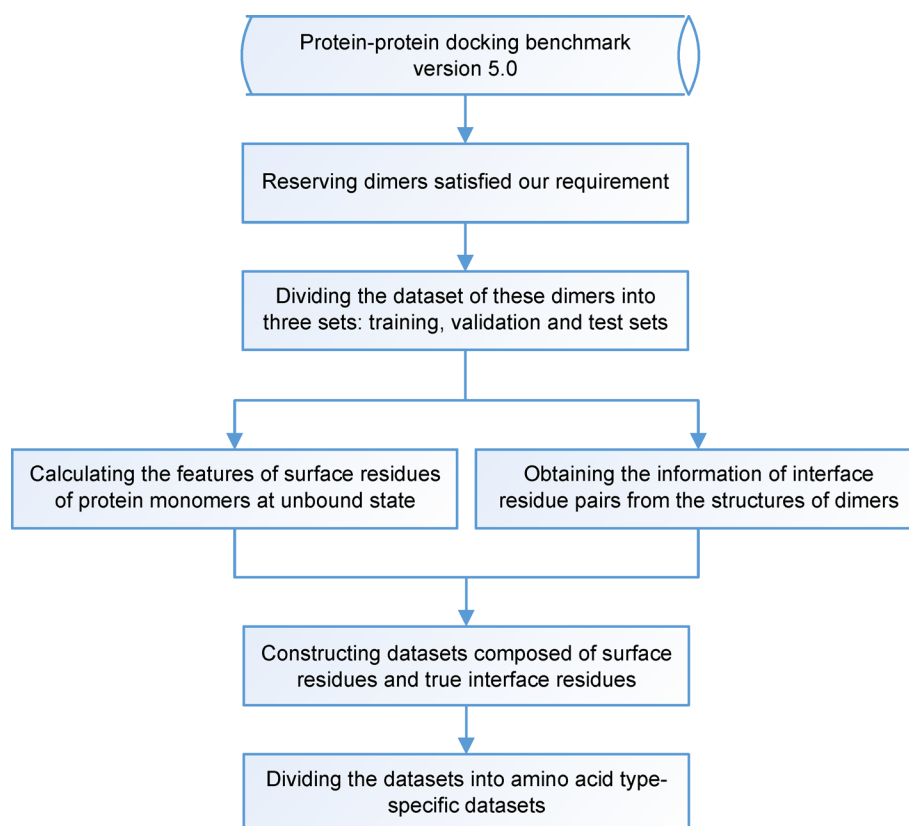 Protein-protein docking benchmark
version 5.0
Reserving dimers satisfied our requirement
Dividing the dataset of these dimers into
three sets: training, validation and test sets
Calculating the features of surface residues
of protein monomers at unbound state
Obtaining the information of interface
residue pairs from the structures of dimers
Constructing datasets composed of surface
residues and true interface residues
Dividing the datasets into amino acid type-
specific datasets